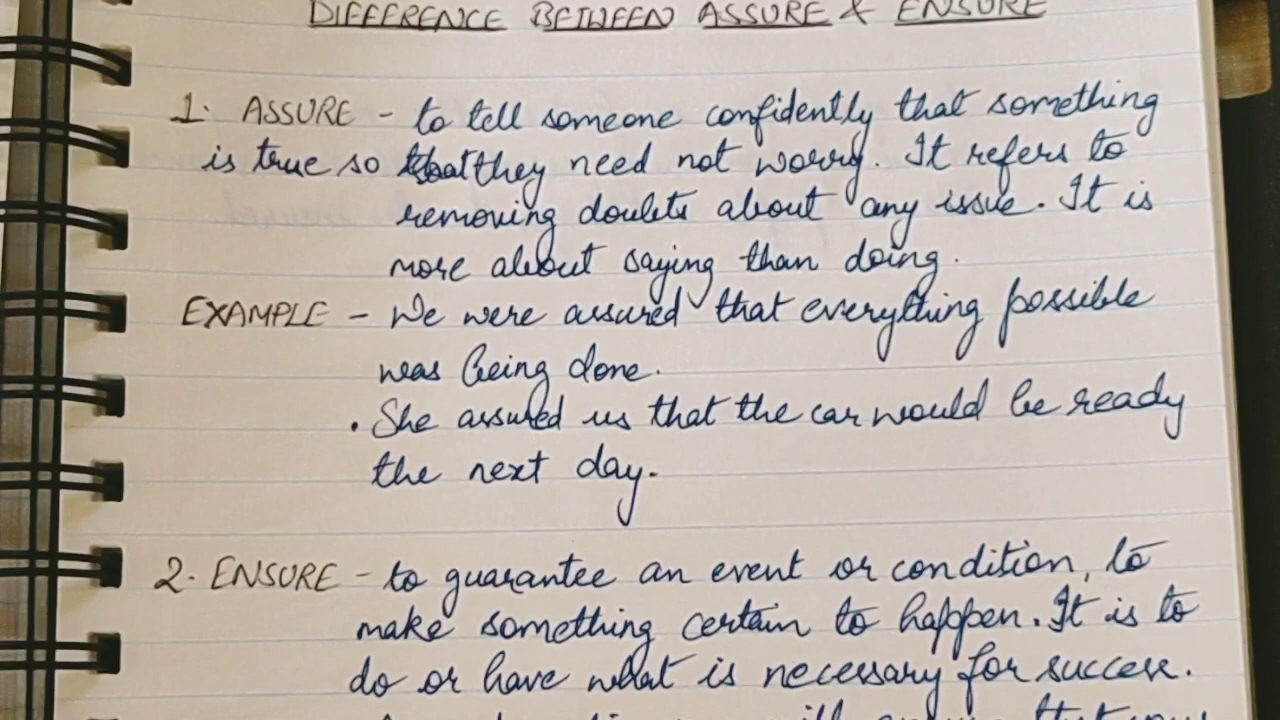 DIFFERENCE BETWEEN ASSURE & ENSURE
1. ASSURE - to tell someone confidently that something
is true so that they need not worry. It refers to
removing doubts about any issue. It is
more about saying than doing.
EXAMPLE - We were assured that everything possible
was being done.
• She assured us that the car would be ready
the next day.
2. ENSURE - to guarantee an event or condition, to
make something certain to happen. It is to
do or have what is necessary for success.